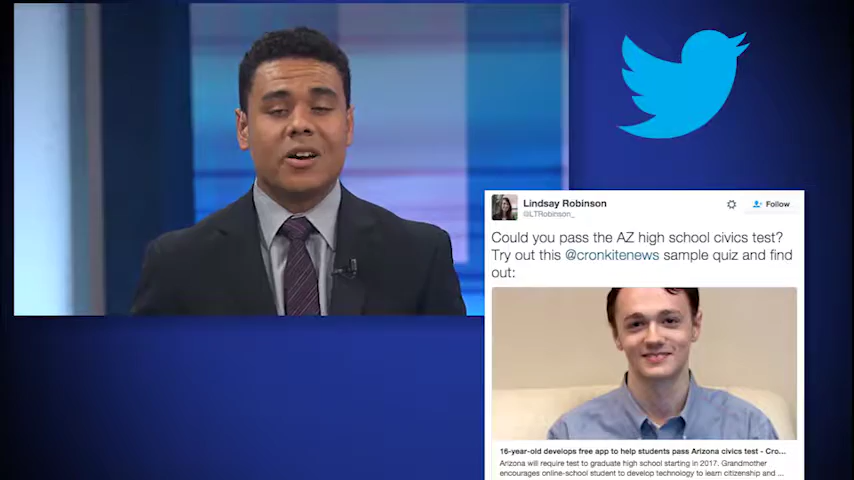 Lindsay Robinson
@LTRobinson_
Follow
Could you pass the AZ high school civics test?
Try out this @cronkitenews sample quiz and find
out:
16-year-old develops free app to help students pass Arizona civics test - Cro...
Arizona will require test to graduate high school starting in 2017. Grandmother
encourages online-school student to develop technology to learn citizenship and ...